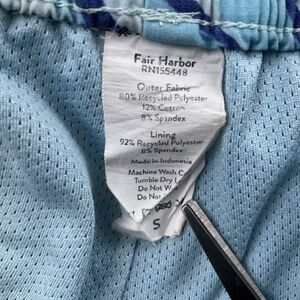 Fair Harbor
RN155448
Outer Fabric
80% Recycled Polyester
12% Cotton
8% Spandex
Lining
92% Recycled Polyester
8% Spandex
Made in Indonesia
Machine Wash C
Tumble Dry L
Do Not
Do Not
S